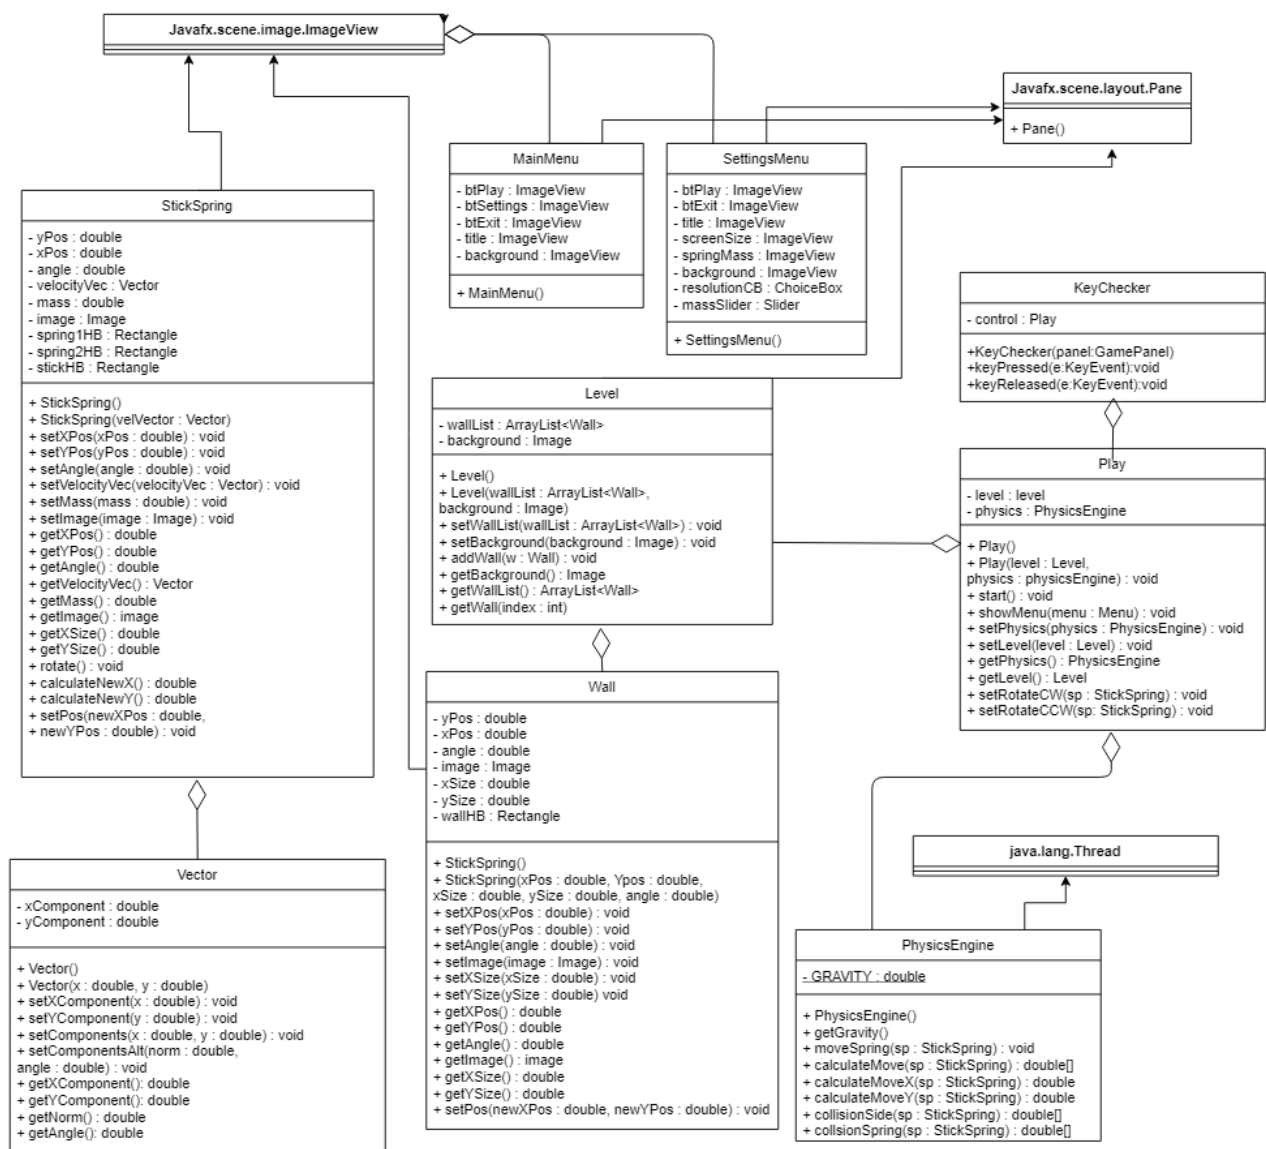 Javafx.scene.image.ImageView
Javafx.scene.layout.Pane
+ Pane()
MainMenu
- btPlay : ImageView
- btSettings : ImageView
- btExit : ImageView
- title : ImageView
- background : ImageView
+ MainMenu()
SettingsMenu
- btPlay : ImageView
- btExit : ImageView
- title : ImageView
- screenSize : ImageView
- springMass : ImageView
- background : ImageView
- resolutionCB : ChoiceBox
- massSlider : Slider
+ SettingsMenu()
StickSpring
- yPos : double
- xPos : double
- angle : double
- velocityVec : Vector
- mass : double
- image : Image
- spring1HB : Rectangle
- spring2HB : Rectangle
- stickHB : Rectangle
+ StickSpring()
+ StickSpring(velVector : Vector)
+ setXPos(xPos : double) : void
+ setYPos(yPos : double) : void
+ setAngle(angle : double) : void
+ setVelocityVec(velocityVec : Vector) : void
+ setMass(mass : double) : void
+ setImage(image : Image) : void
+ getXPos() : double
+ getYPos() : double
+ getAngle() : double
+ getVelocityVec() : Vector
+ getMass() : double
+ getImage() : image
+ getXSize() : double
+ getYSize() : double
+ rotate() : void
+ calculateNewX() : double
+ calculateNewY() : double
+ setPos(newXPos : double,
+ newYPos : double) : void
KeyChecker
- control : Play
+KeyChecker(panel:GamePanel)
+keyPressed(e:KeyEvent):void
+keyReleased(e:KeyEvent):void
Level
- wallList : ArrayList<Wall>
- background : Image
+ Level()
+ Level(wallList : ArrayList<Wall>,
background : Image)
+ setWallList(wallList : ArrayList<Wall>) : void
+ setBackground(background : Image) : void
+ addWall(w : Wall) : void
+ getBackground() : Image
+ getWallList() : ArrayList<Wall>
+ getWall(index : int)
Play
- level : level
- physics : PhysicsEngine
+ Play()
+ Play(level : Level,
physics : physicsEngine) : void
+ start() : void
+ showMenu(menu : Menu) : void
+ setPhysics(physics : PhysicsEngine) : void
+ setLevel(level : Level) : void
+ getPhysics() : PhysicsEngine
+ getLevel() : Level
+ setRotateCW(sp : StickSpring) : void
+ setRotateCCW(sp: StickSpring) : void
Wall
- yPos : double
- xPos : double
- angle : double
- image : Image
- xSize : double
- ySize : double
- wallHB : Rectangle
+ StickSpring()
+ StickSpring(xPos : double, Ypos : double,
xSize : double, ySize : double, angle : double)
+ setXPos(xPos : double) : void
+ setYPos(yPos : double) : void
+ setAngle(angle : double) : void
+ setImage(image : Image) : void
+ setXSize(xSize : double) : void
+ setYSize(ySize : double) void
+ getXPos() : double
+ getYPos() : double
+ getAngle() : double
+ getImage() : image
+ getXSize() : double
+ getYSize() : double
+ setPos(newXPos : double, newYPos : double) : void
Vector
- xComponent : double
- yComponent : double
+ Vector()
+ Vector(x : double, y : double)
+ setXComponent(x : double) : void
+ setYComponent(y : double) : void
+ setComponents(x : double, y : double) : void
+ setComponentsAlt(norm : double,
angle : double) : void
+ getXComponent(): double
+ getYComponent(): double
+ getNorm() : double
+ getAngle(): double
java.lang.Thread
PhysicsEngine
- GRAVITY : double
+ PhysicsEngine()
+ getGravity()
+ moveSpring(sp : StickSpring) : void
+ calculateMove(sp : StickSpring) : double[]
+ calculateMoveX(sp : StickSpring) : double
+ calculateMoveY(sp : StickSpring) : double
+ collisionSide(sp : StickSpring) : double[]
+ collsionSpring(sp : StickSpring) : double[]